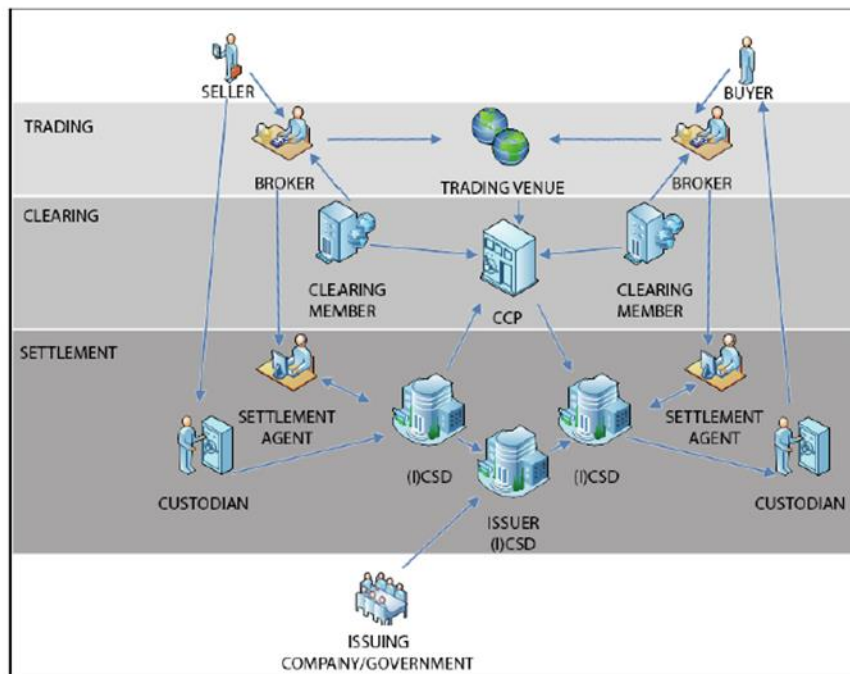 SELLER
BUYER
TRADING
BROKER
TRADING VENUE
BROKER
CLEARING
CLEARING
MEMBER
CCP
CLEARING
MEMBER
SETTLEMENT
SETTLEMENT
AGENT
(I)CSD
(I)CSD
SETTLEMENT
AGENT
CUSTODIAN
ISSUER
(I)CSD
CUSTODIAN
ISSUING
COMPANY/GOVERNMENT